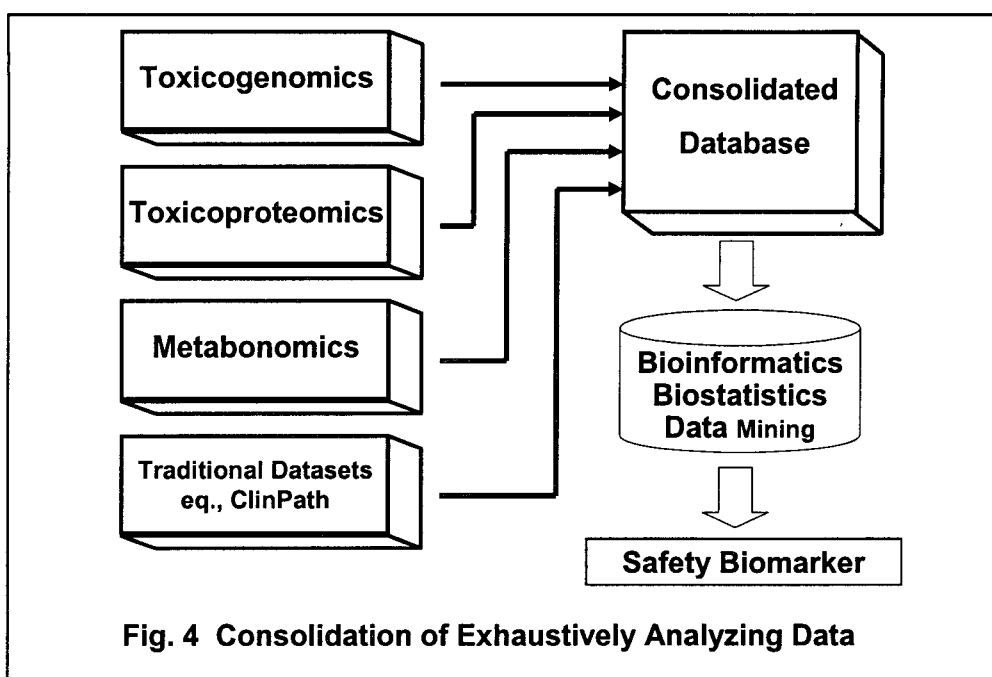 Toxicogenomics
Toxicoproteomics
Metabonomics
Traditional Datasets
eq., ClinPath
Consolidated
Database
Bioinformatics
Biostatistics
Data Mining
Safety Biomarker
Fig. 4 Consolidation of Exhaustively Analyzing Data